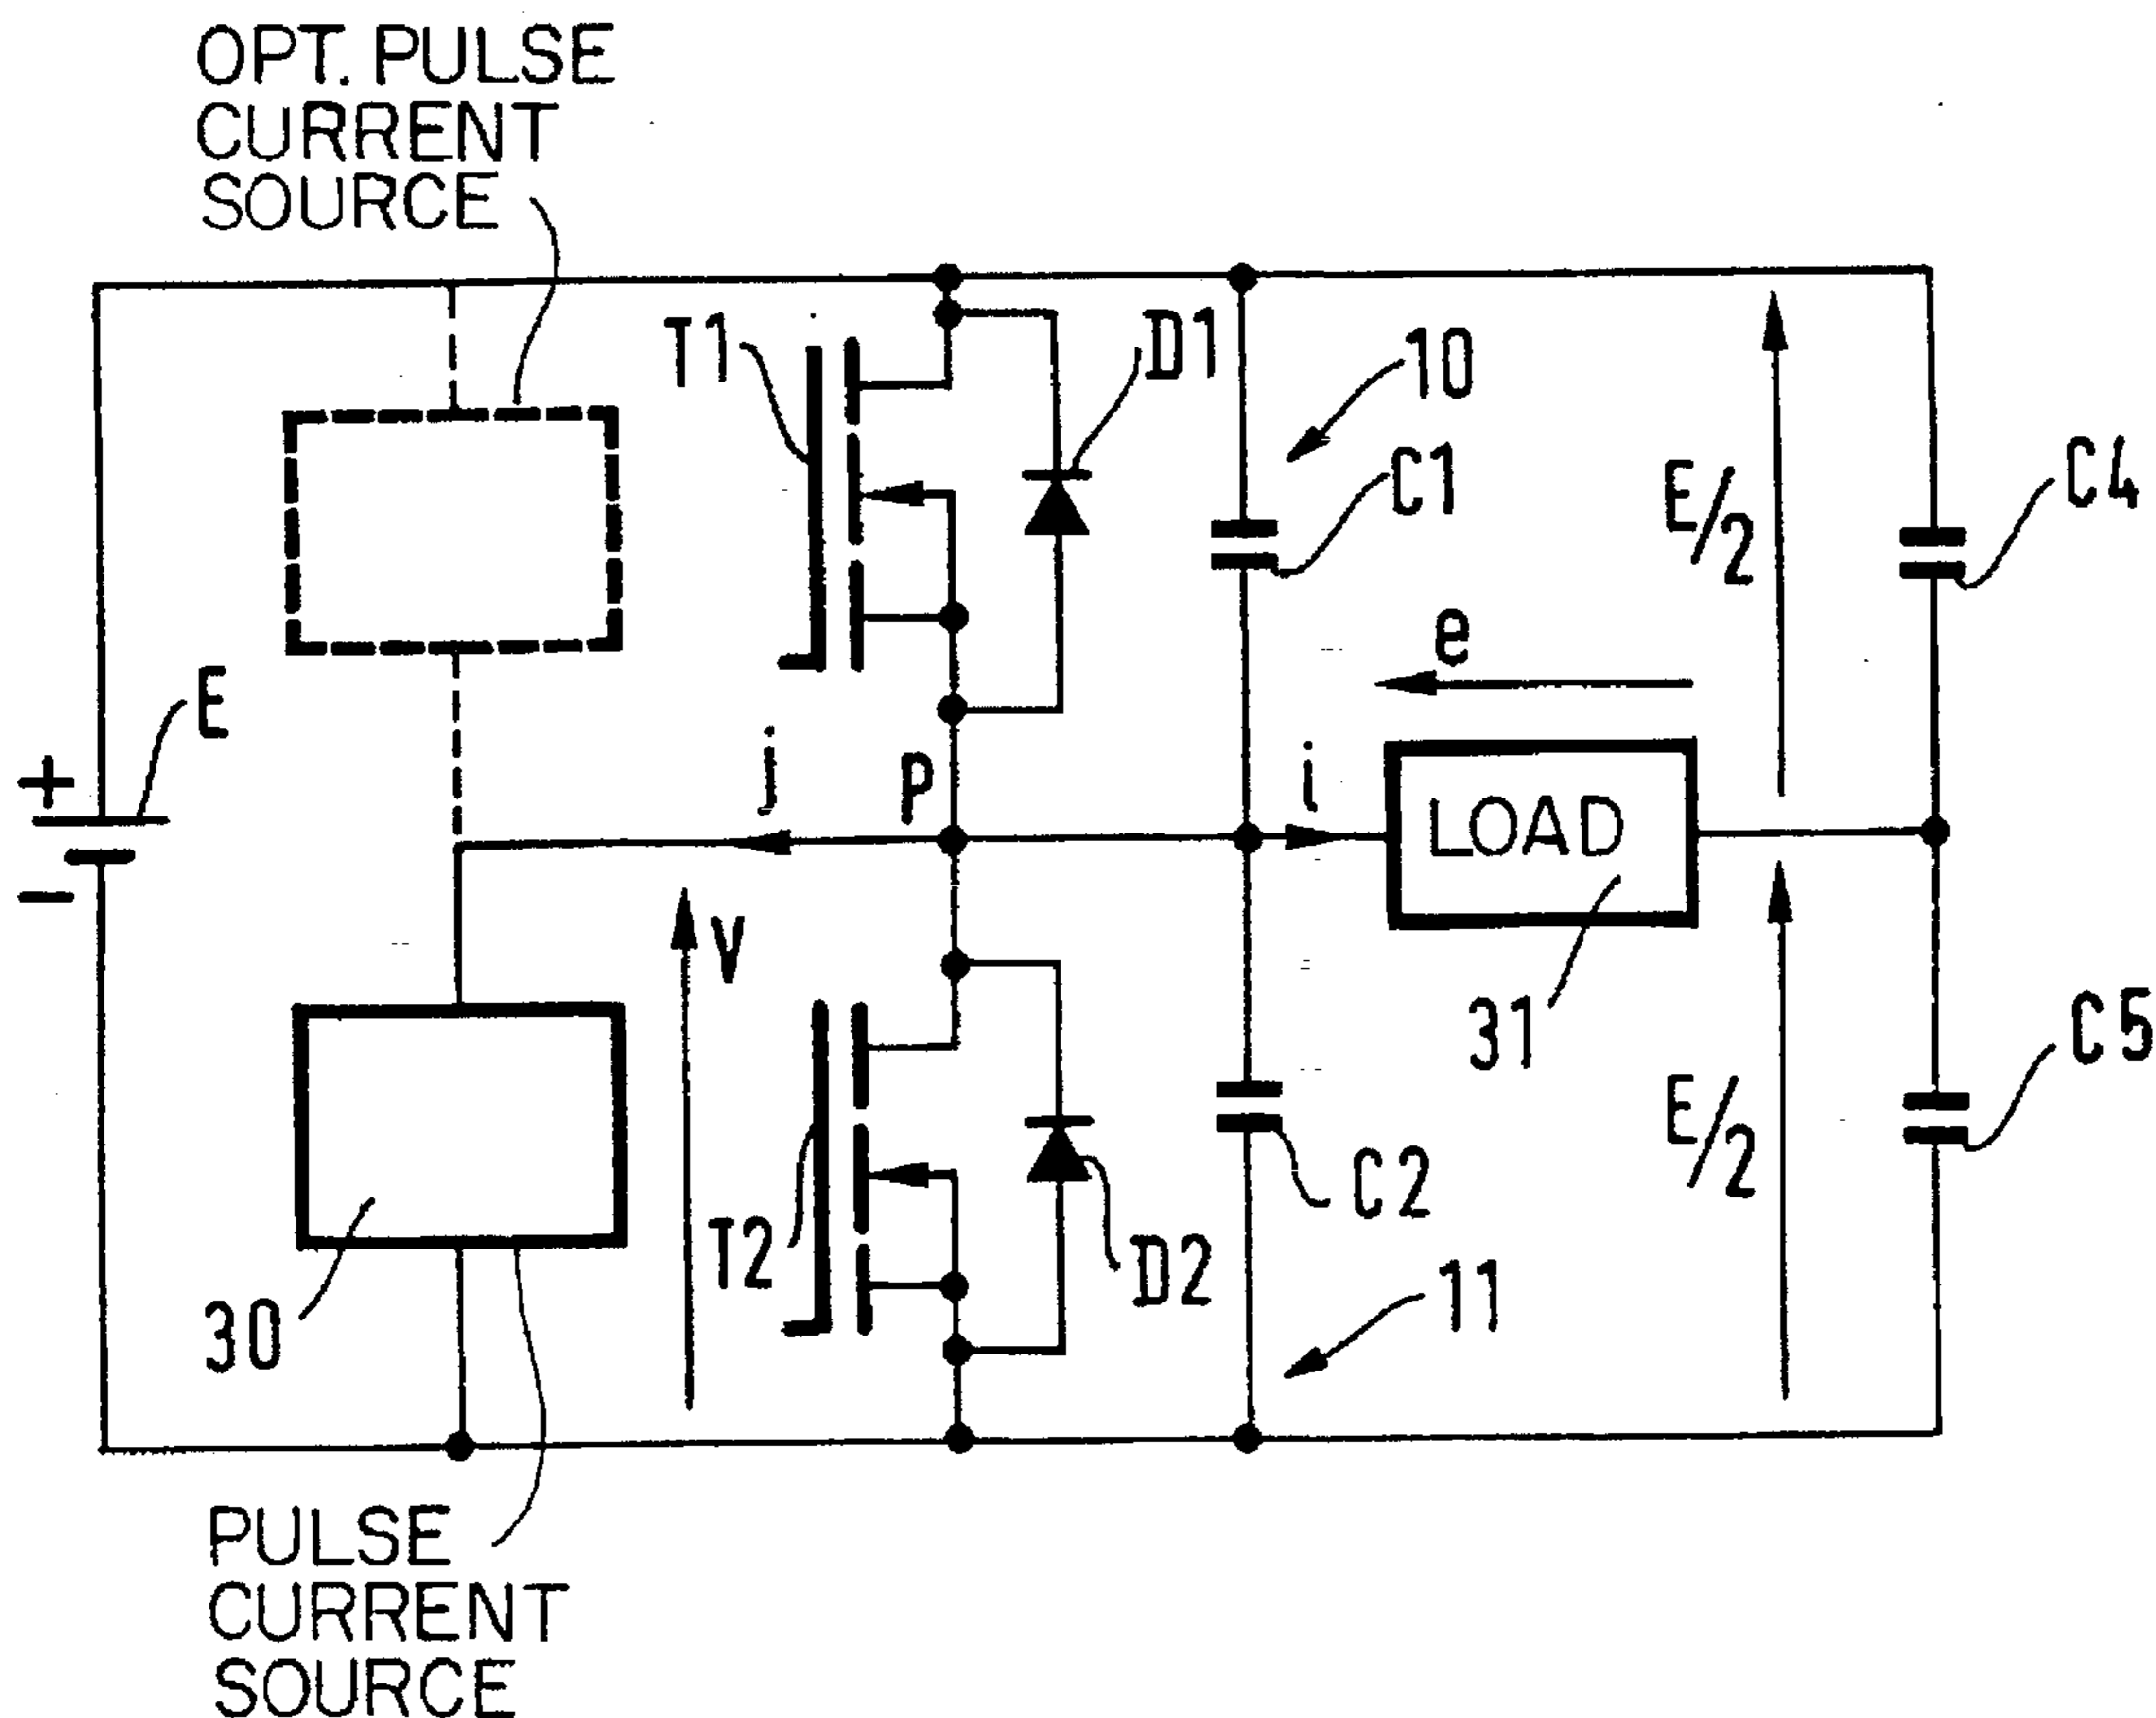 OPT. PULSE
CURRENT
SOURCE
T1
D1
10
C1
E/2
C4
E
e
+
j
P
i
LOAD
−
V
31
C5
E/2
C2
T2
D2
11
30
PULSE
CURRENT
SOURCE